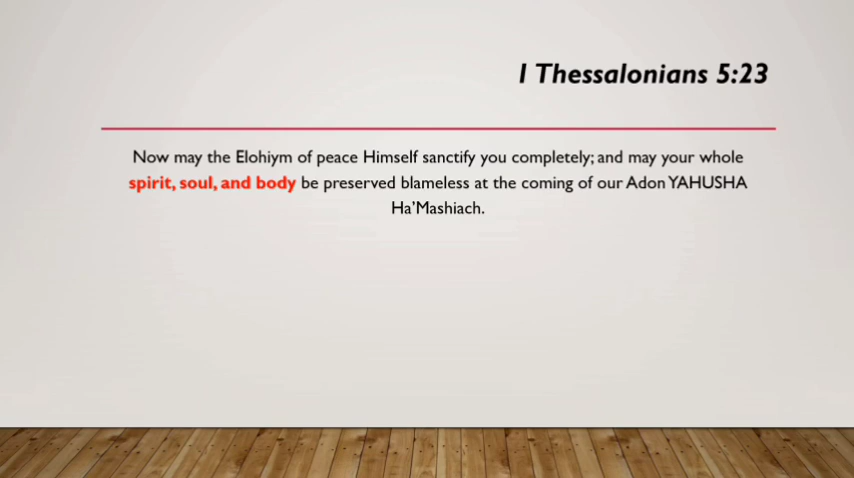 I Thessalonians 5:23
Now may the Elohiym of peace Himself sanctify you completely; and may your whole
spirit, soul, and body be preserved blameless at the coming of our Adon YAHUSHA
Ha’Mashiach.